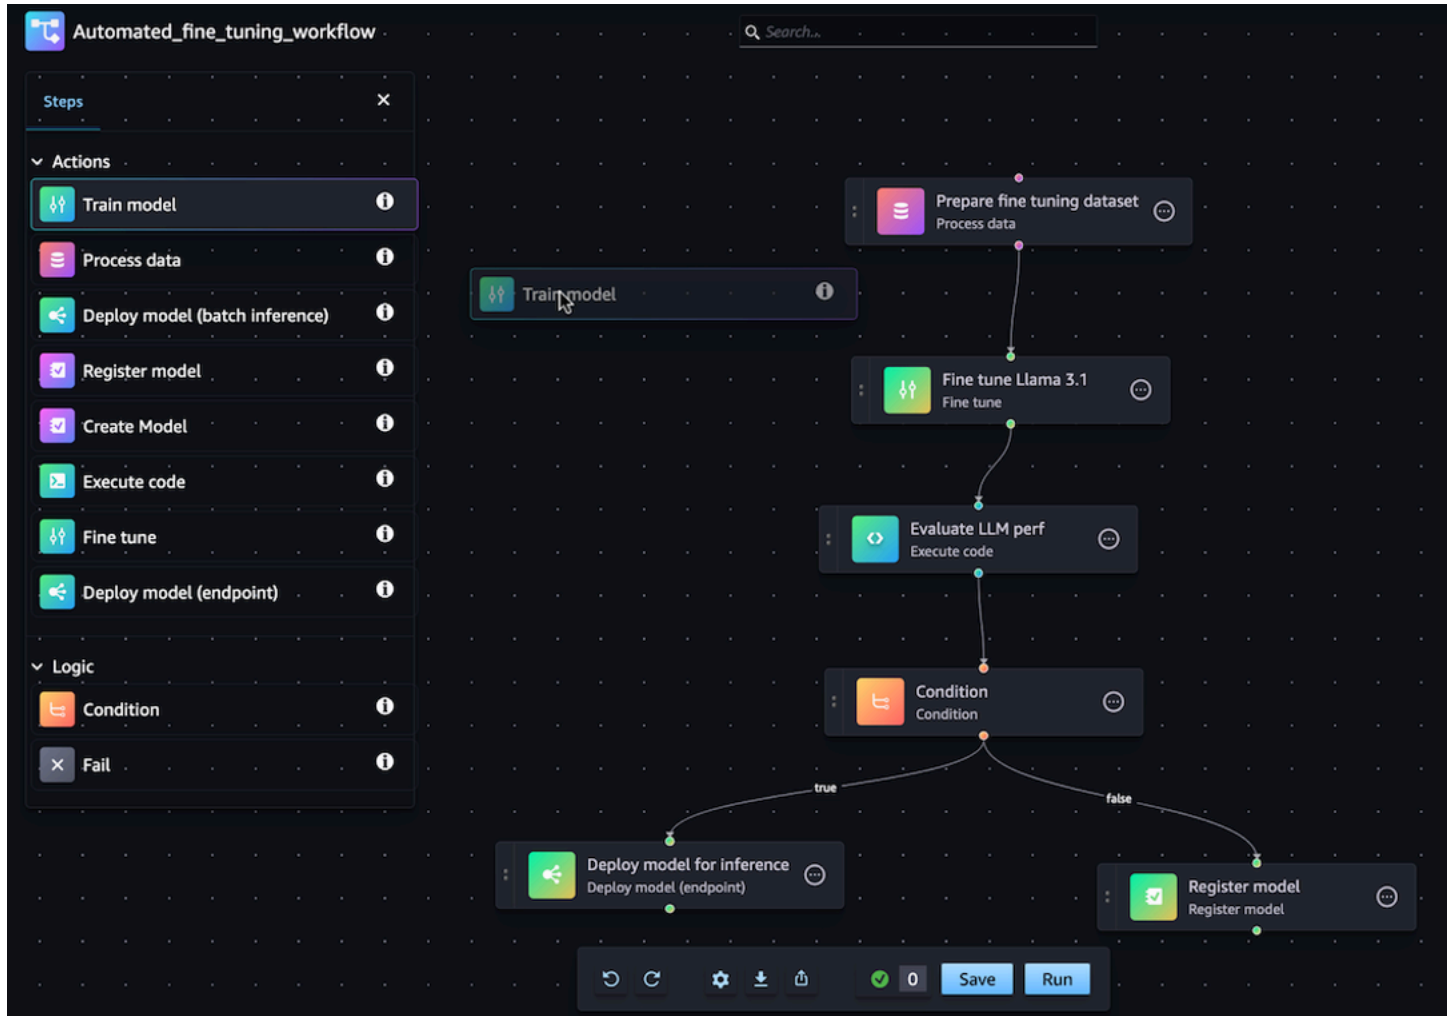 Automated_fine_tuning_workflow
Search...
Steps
Actions
Train model
Process data
Deploy model (batch inference)
Register model
Create Model
Execute code
Fine tune
Deploy model (endpoint)
Logic
Condition
Fail
Train model
Prepare fine tuning dataset
Process data
Fine tune Llama 3.1
Fine tune
Evaluate LLM perf
Execute code
Condition
Condition
true
false
Deploy model for inference
Deploy model (endpoint)
Register model
Register model
0
Save
Run